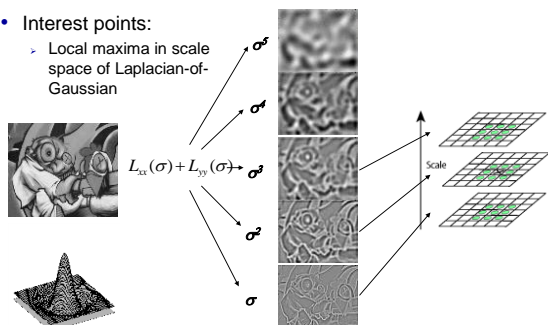 • Interest points:
➢ Local maxima in scale
space of Laplacian-of-
Gaussian
σ⁵
σ⁴
L_xx(σ) + L_yy(σ)
σ³
σ²
σ
Scale